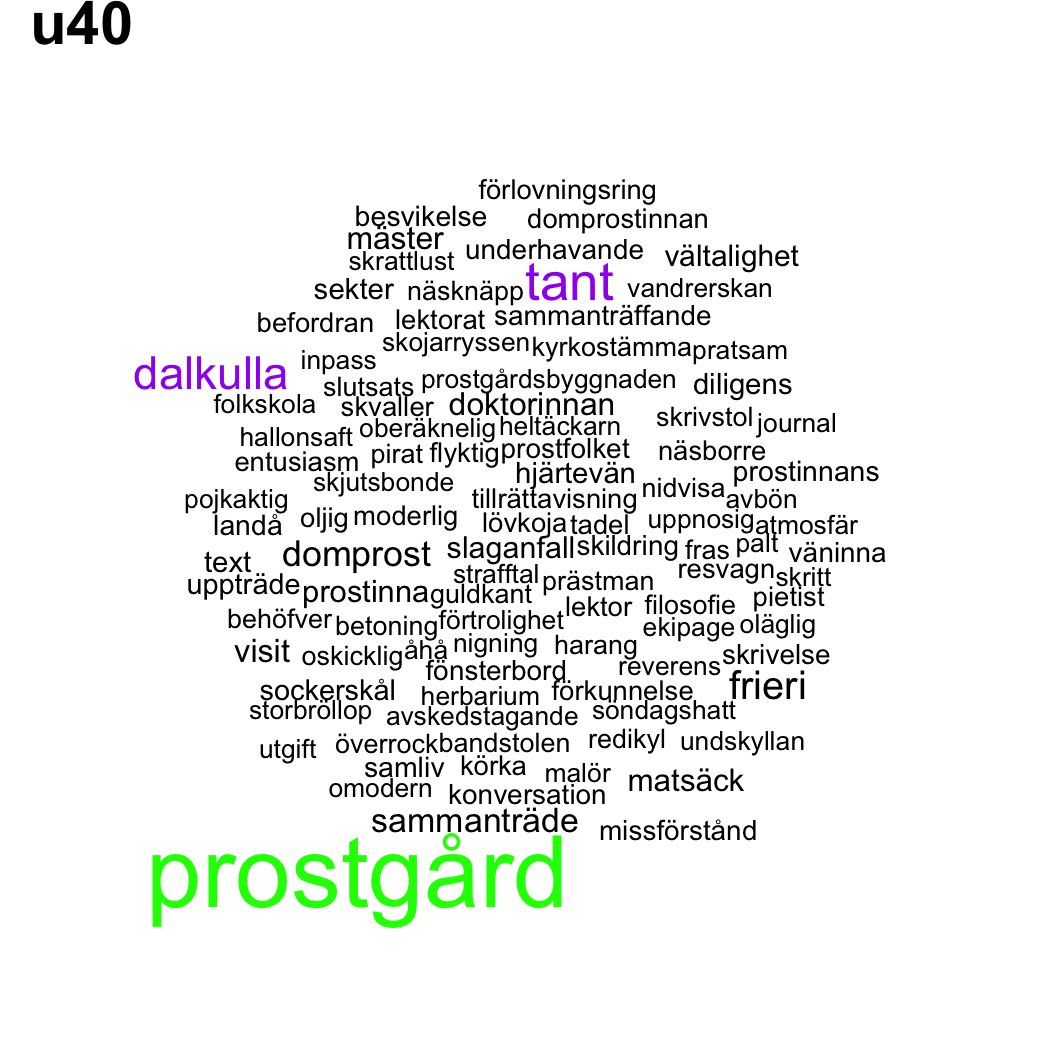 u40
förlovningsring
besvikelse domprostinnan
mäster underhavande vältalighet
skrattlust tant
sekter näsknäpp vandrerskan
befordran lektorat sammanträffande
skojarryssen kyrkostämma pratsam
dalkulla inpass slutsats prostgårdsbyggnaden diligens
folkskola skvaller doktorinnan skrivstol journal
hallonsaft oberäknelig heltäckarn
entusiasm pirat flyktig prostfolket näsborre
skjutsbonde hjärtevän prostinnans
pojkaktig tillrättavisning nidvisa avbön
landå oljig moderlig lövkoja tadel uppnosig atmosfär
text domprost slaganfall skildring fras palt väninna
uppträde prostinna strafftal prästman resvagn skritt
guldkant lektor filosofie pietist
behöfver betoning förtrolighet ekipage oläglig
visit oskicklig åhå nigning harang skrivelse
fönsterbord reverens frieri
sockerskål herbarium förkunnelse
storbröllop avskedstagande söndagshatt
utgift överrock bandstolen redikyl undskyllan
samliv körka malör matsäck
omodern konversation
sammanträde missförstånd
prostgård